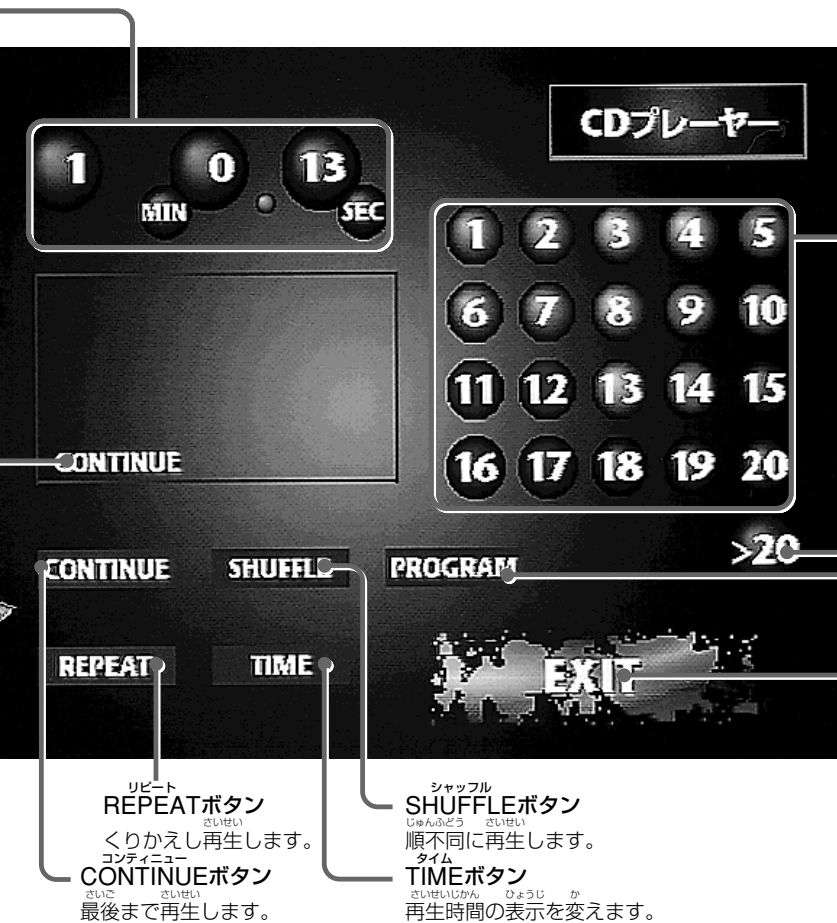 CDプレーヤー
1 0 13
MIN SEC
1 2 3 4 5
6 7 8 9 10
11 12 13 14 15
16 17 18 19 20
CONTINUE
>20
CONTINUE SHUFFLE PROGRAM
REPEAT TIME EXIT
リピート
REPEATボタン
さいせい
くりかえし再生します。
コンティニュー
CONTINUEボタン
さいご さいせい
最後まで再生します。
シャッフル
SHUFFLEボタン
じゅんふどう さいせい
順不同に再生します。
タイム
TIMEボタン
さいせいじかん ひょうじ か
再生時間の表示を変えます。